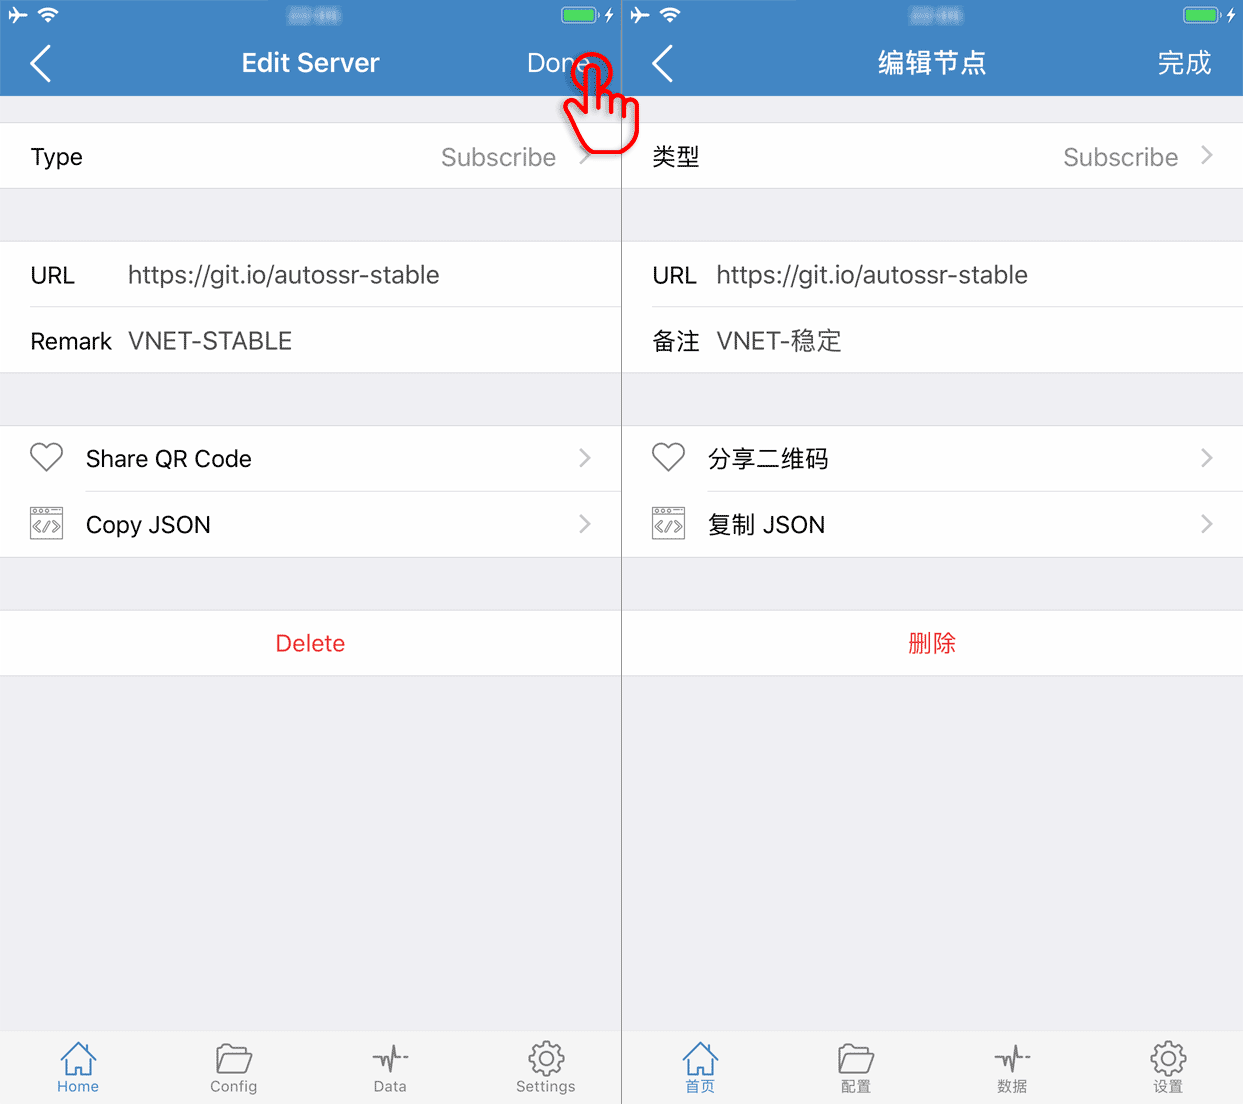 Edit Server
Done
Type
Subscribe
URL
https://git.io/autossr-stable
Remark
VNET-STABLE
Share QR Code
Copy JSON
Delete
Home
Config
Data
Settings
编辑节点
完成
类型
Subscribe
URL
https://git.io/autossr-stable
备注
VNET-稳定
分享二维码
复制 JSON
删除
首页
配置
数据
设置